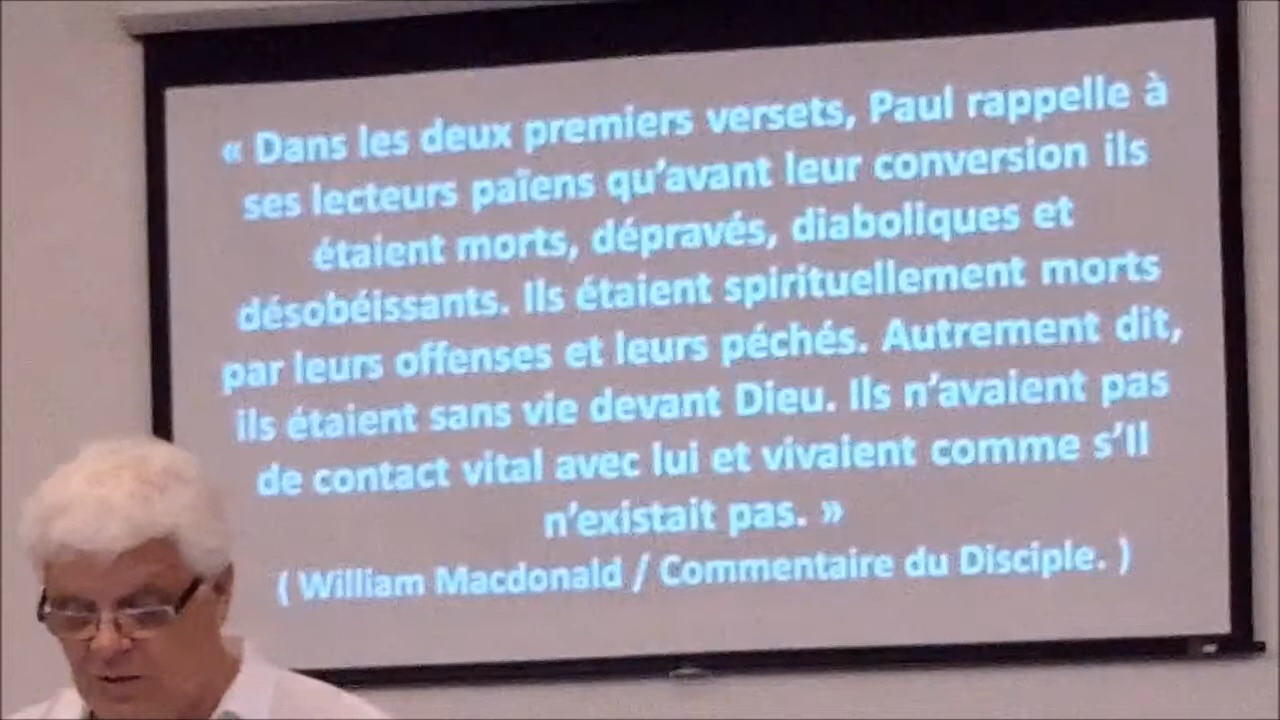 « Dans les deux premiers versets, Paul rappelle à
ses lecteurs païens qu'avant leur conversion ils
étaient morts, dépravés, diaboliques et
désobéissants. Ils étaient spirituellement morts
par leurs offenses et leurs péchés. Autrement dit,
ils étaient sans vie devant Dieu. Ils n'avaient pas
de contact vital avec lui et vivaient comme s'Il
n'existait pas. »
( William Macdonald / Commentaire du Disciple. )